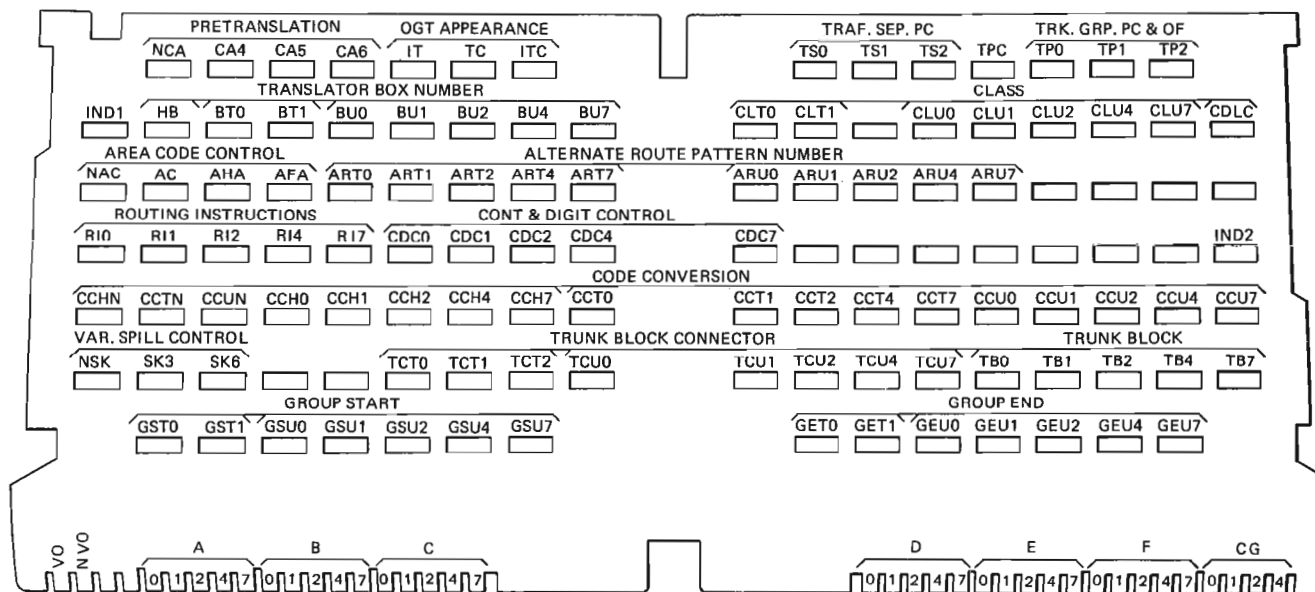 PRETRANSLATION OGT APPEARANCE TRAF. SEP. PC TRK. GRP. PC & OF
NCA CA4 CA5 CA6 IT TC ITC TS0 TS1 TS2 TPC TP0 TP1 TP2
TRANSLATOR BOX NUMBER CLASS
IND1 HB BT0 BT1 BU0 BU1 BU2 BU4 BU7 CLT0 CLT1 CLU0 CLU1 CLU2 CLU4 CLU7 CDLC
AREA CODE CONTROL ALTERNATE ROUTE PATTERN NUMBER
NAC AC AHA AFA ART0 ART1 ART2 ART4 ART7 ARU0 ARU1 ARU2 ARU4 ARU7
ROUTING INSTRUCTIONS CONT & DIGIT CONTROL
RI0 RI1 RI2 RI4 RI7 CDC0 CDC1 CDC2 CDC4 CDC7 IND2
CODE CONVERSION
CCHN CCTN CCUN CCH0 CCH1 CCH2 CCH4 CCH7 CCT0 CCT1 CCT2 CCT4 CCT7 CCU0 CCU1 CCU2 CCU4 CCU7
VAR. SPILL CONTROL TRUNK BLOCK CONNECTOR TRUNK BLOCK
NSK SK3 SK6 TCT0 TCT1 TCT2 TCU0 TCU1 TCU2 TCU4 TCU7 TB0 TB1 TB2 TB4 TB7
GROUP START GROUP END
GST0 GST1 GSU0 GSU1 GSU2 GSU4 GSU7 GET0 GET1 GEU0 GEU1 GEU2 GEU4 GEU7
VO NVO A B C D E F CG
0 1 2 4 7 0 1 2 4 7 0 1 2 4 7 0 1 2 4 7 0 1 2 4 7 0 1 2 4 7 0 1 2 4